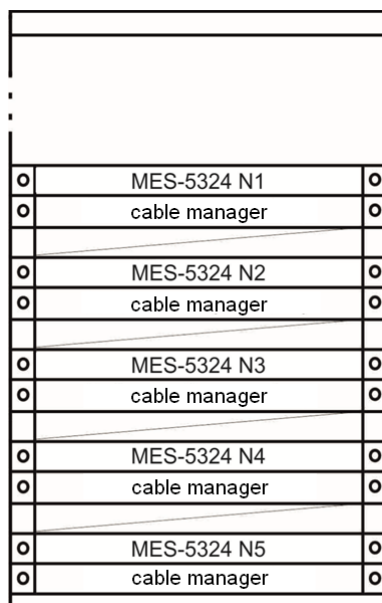 MES-5324 N1
cable manager
MES-5324 N2
cable manager
MES-5324 N3
cable manager
MES-5324 N4
cable manager
MES-5324 N5
cable manager